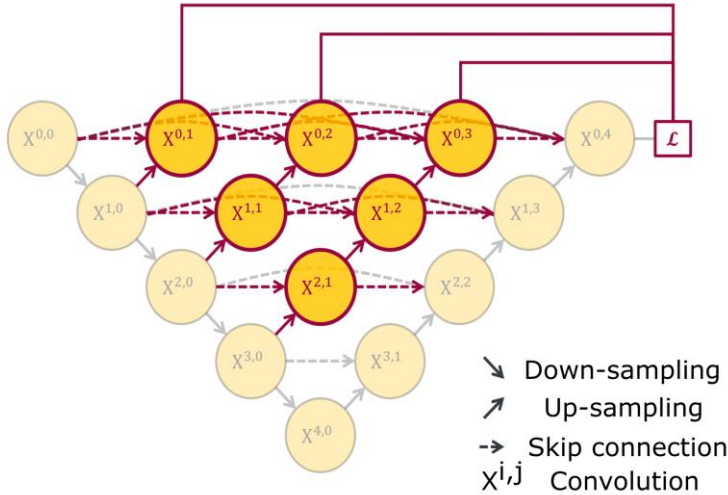 X0,0 X0,1 X0,2 X0,3 X0,4 ℒ
X1,0 X1,1 X1,2 X1,3
X2,0 X2,1 X2,2
X3,0 X3,1
X4,0
Down-sampling
Up-sampling
Skip connection
Xi,j Convolution